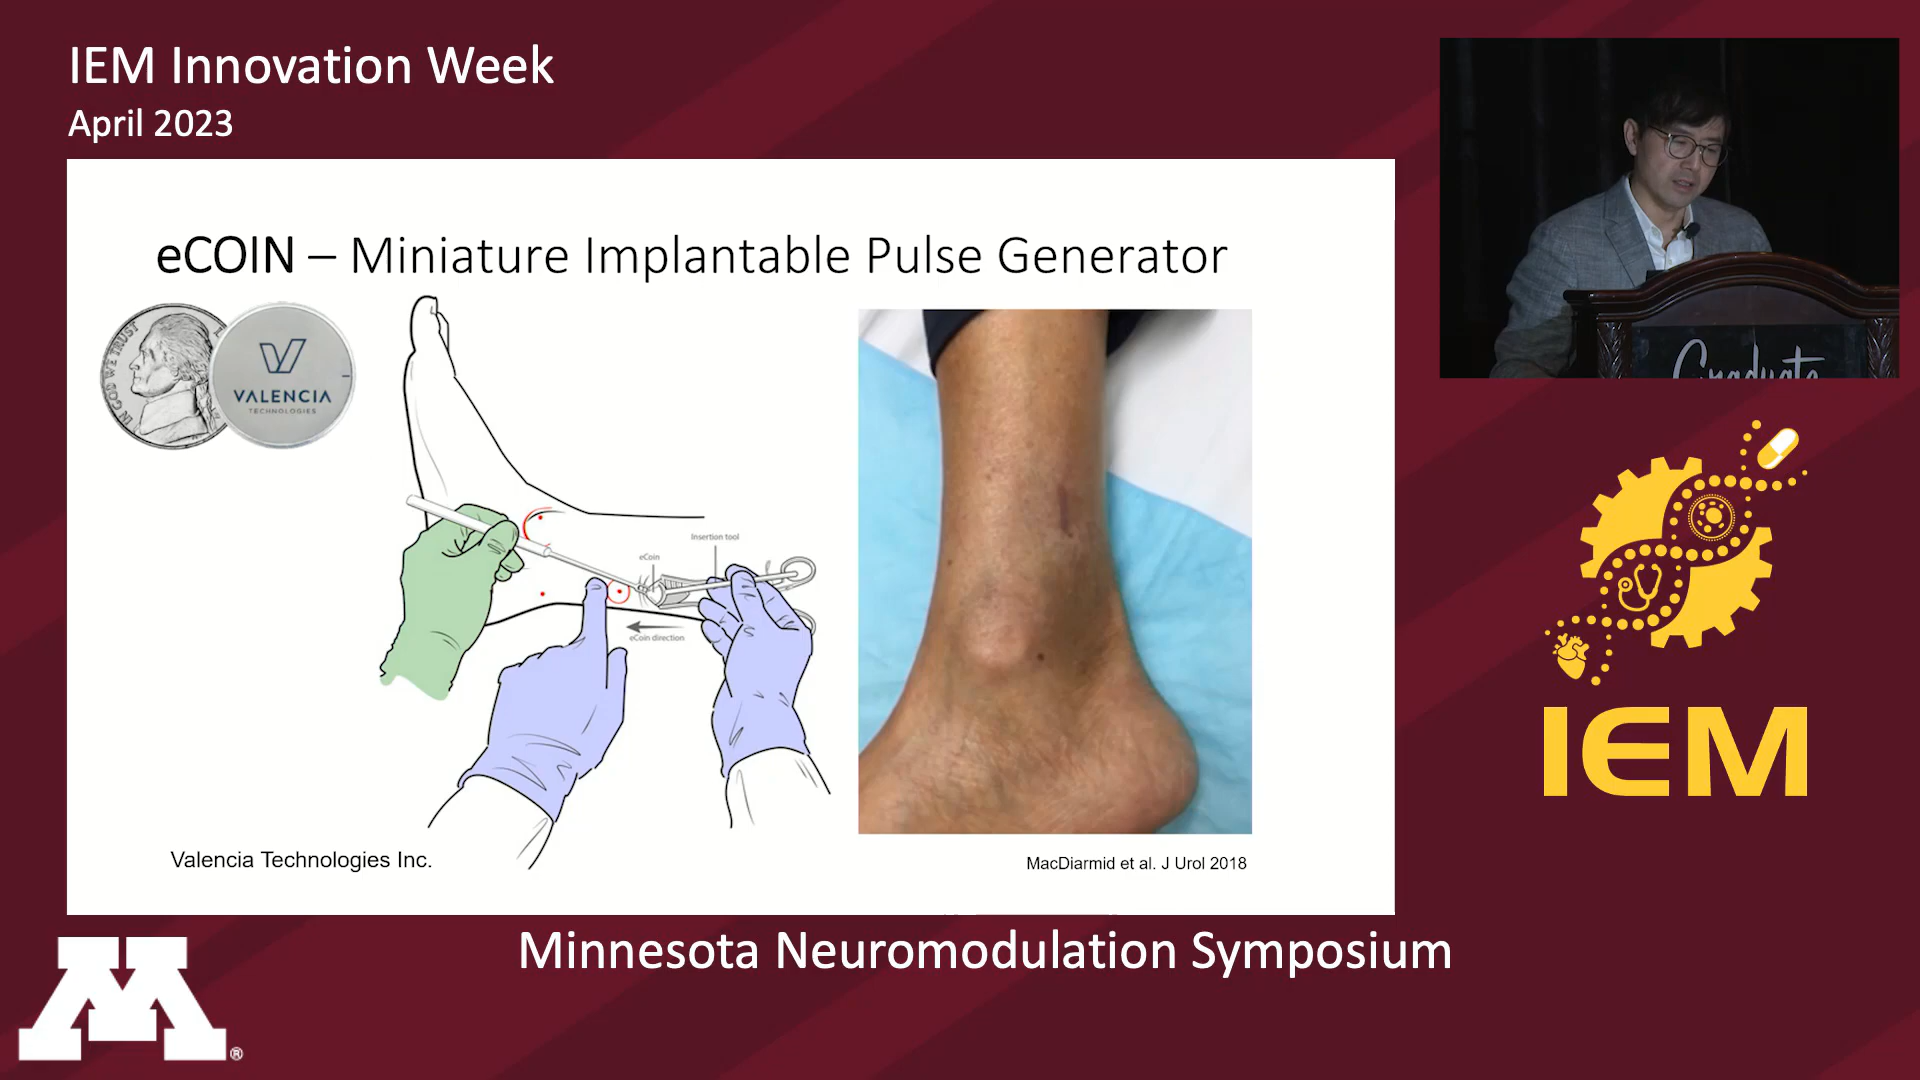 IEM Innovation Week
April 2023
eCOIN – Miniature Implantable Pulse Generator
IN GOD WE TRUST
VALENCIA
TECHNOLOGIES
Insertion tool
eCoin
eCoin direction
Valencia Technologies Inc.
MacDiarmid et al. J Urol 2018
Graduate
IEM
Minnesota Neuromodulation Symposium
M®